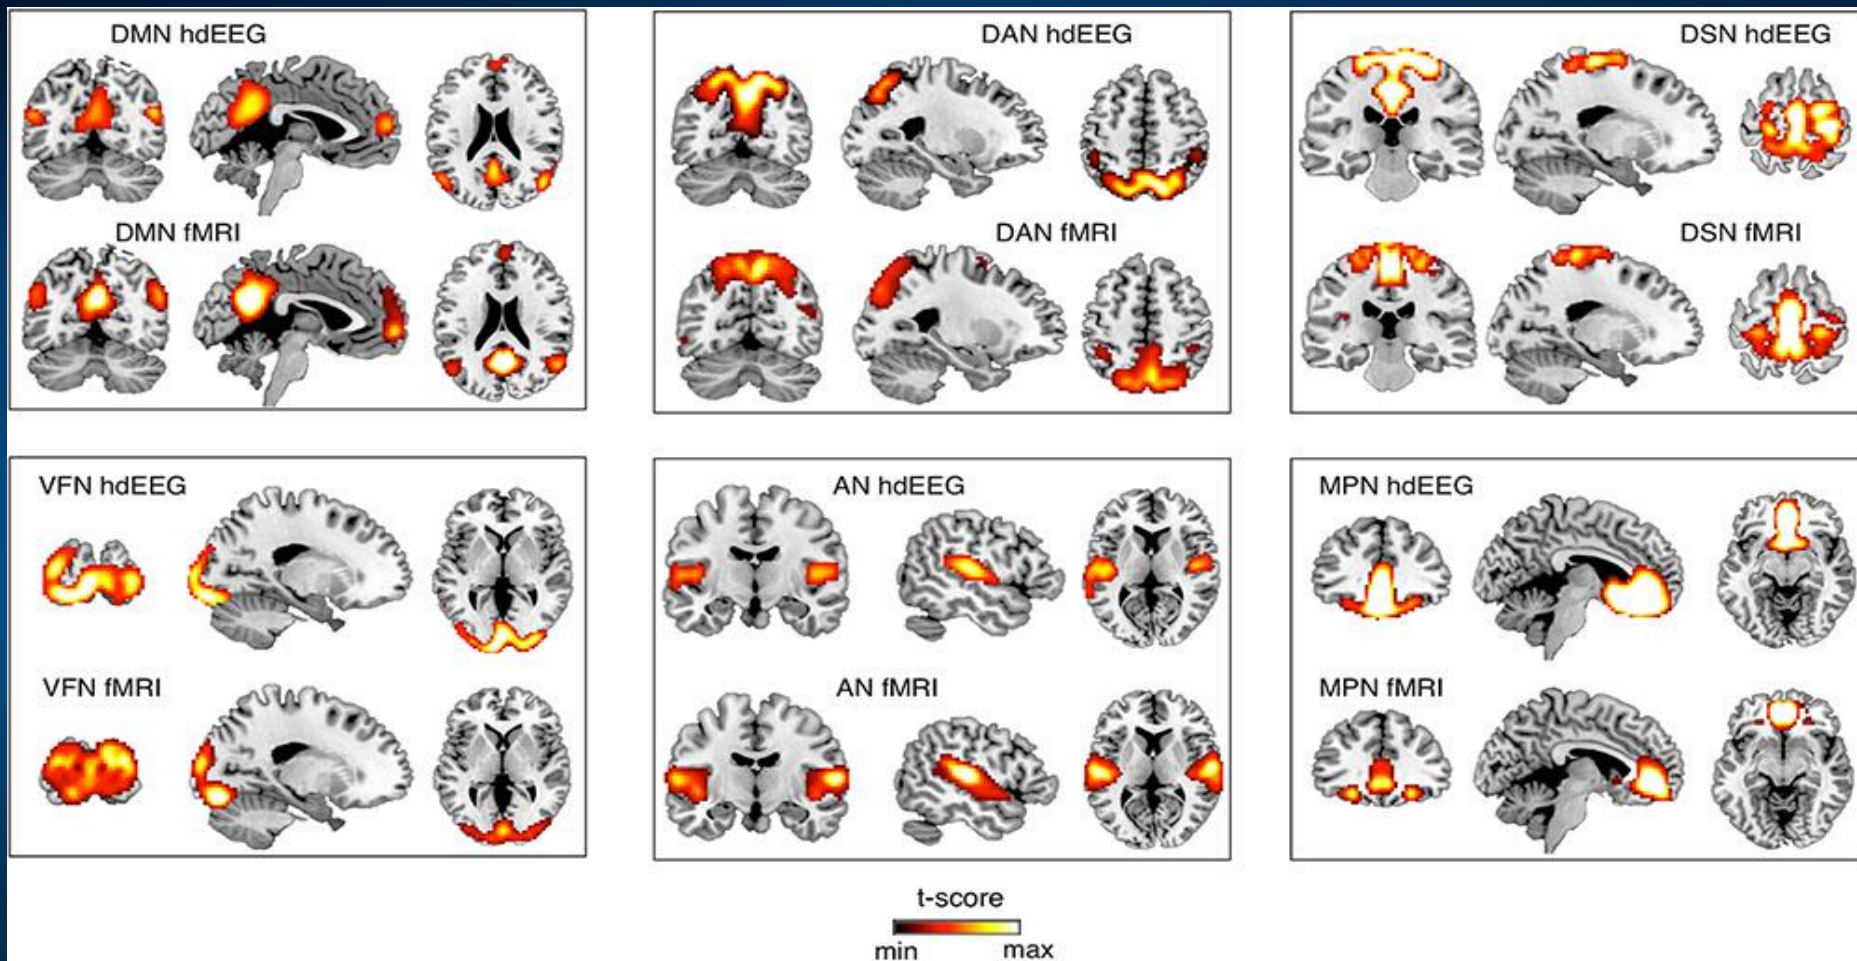 DMN hdEEG
DMN fMRI
DAN hdEEG
DAN fMRI
DSN hdEEG
DSN fMRI
VFN hdEEG
VFN fMRI
AN hdEEG
AN fMRI
MPN hdEEG
MPN fMRI
t-score
min max